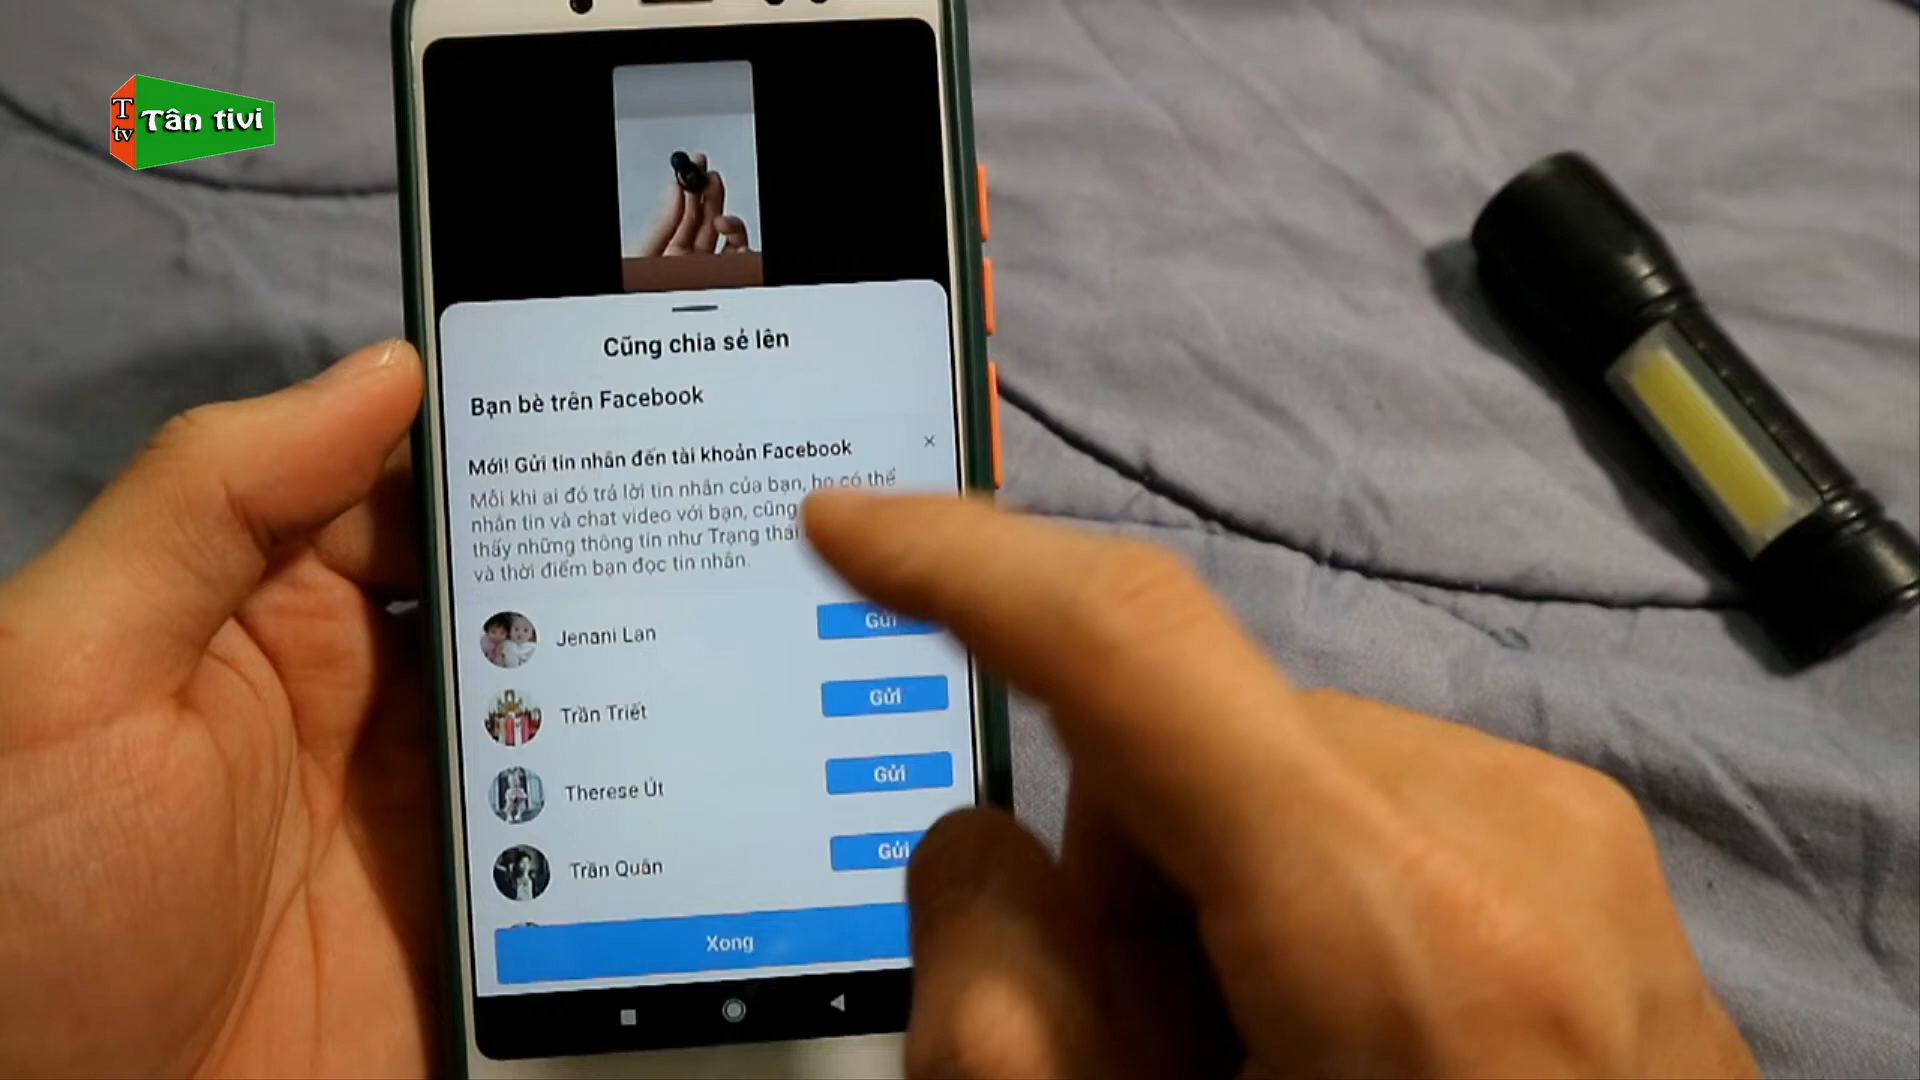 T
tv
Tân tivi
Cũng chia sẻ lên
Bạn bè trên Facebook
Mới! Gửi tin nhắn đến tài khoản Facebook
Mỗi khi ai đó trả lời tin nhắn của bạn, họ có thể
nhắn tin và chat video với bạn, cũng
thấy những thông tin như Trạng thái
và thời điểm bạn đọc tin nhắn.
Jenani Lan
Gửi
Trần Triết
Gửi
Therese Út
Gửi
Trần Quân
Gửi
Xong